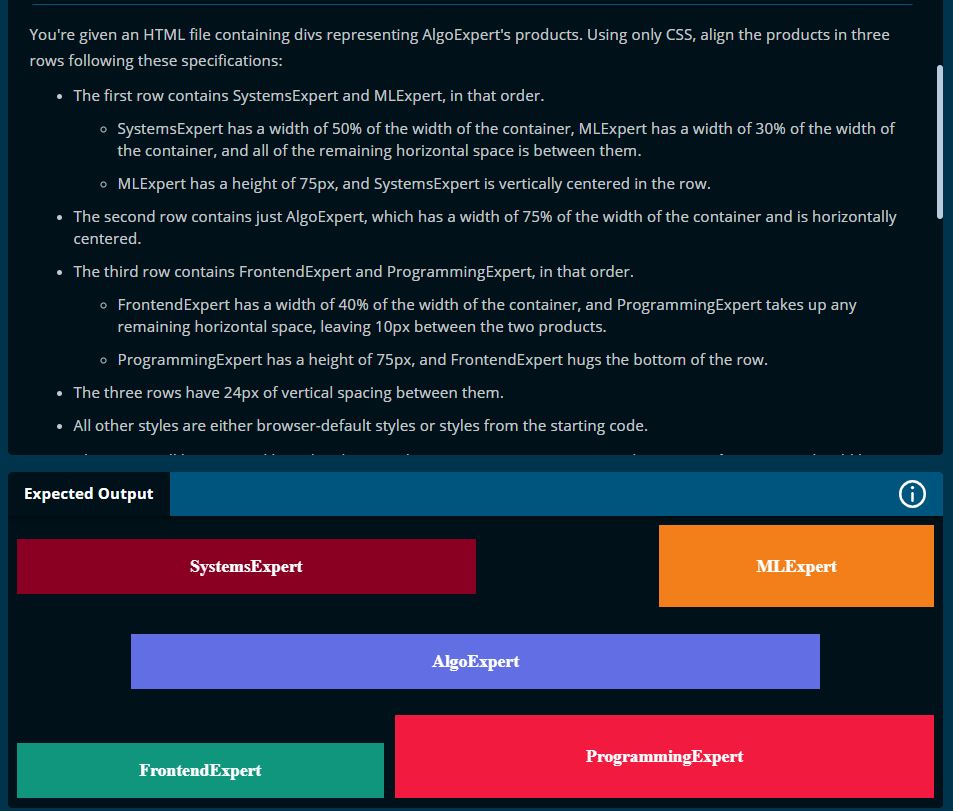 You're given an HTML file containing divs representing AlgoExpert's products. Using only CSS, align the products in three
rows following these specifications:
• The first row contains SystemsExpert and MLExpert, in that order.
◦ SystemsExpert has a width of 50% of the width of the container, MLExpert has a width of 30% of the width of
the container, and all of the remaining horizontal space is between them.
◦ MLExpert has a height of 75px, and SystemsExpert is vertically centered in the row.
• The second row contains just AlgoExpert, which has a width of 75% of the width of the container and is horizontally
centered.
• The third row contains FrontendExpert and ProgrammingExpert, in that order.
◦ FrontendExpert has a width of 40% of the width of the container, and ProgrammingExpert takes up any
remaining horizontal space, leaving 10px between the two products.
◦ ProgrammingExpert has a height of 75px, and FrontendExpert hugs the bottom of the row.
• The three rows have 24px of vertical spacing between them.
• All other styles are either browser-default styles or styles from the starting code.
Expected Output
SystemsExpert
MLExpert
AlgoExpert
FrontendExpert
ProgrammingExpert